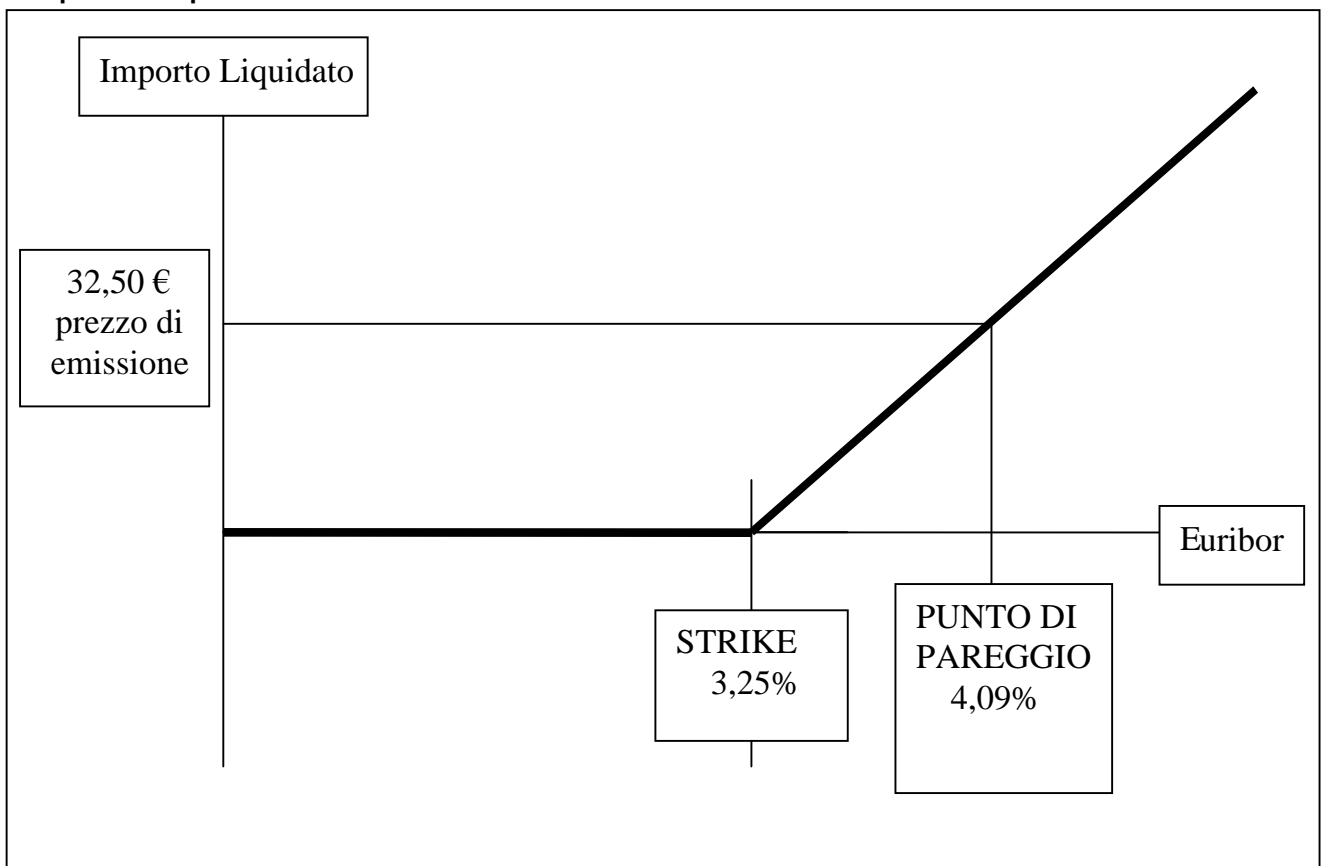 Importo Liquidato
32,50 €
prezzo di
emissione
Euribor
STRIKE
3,25%
PUNTO DI
PAREGGIO
4,09%